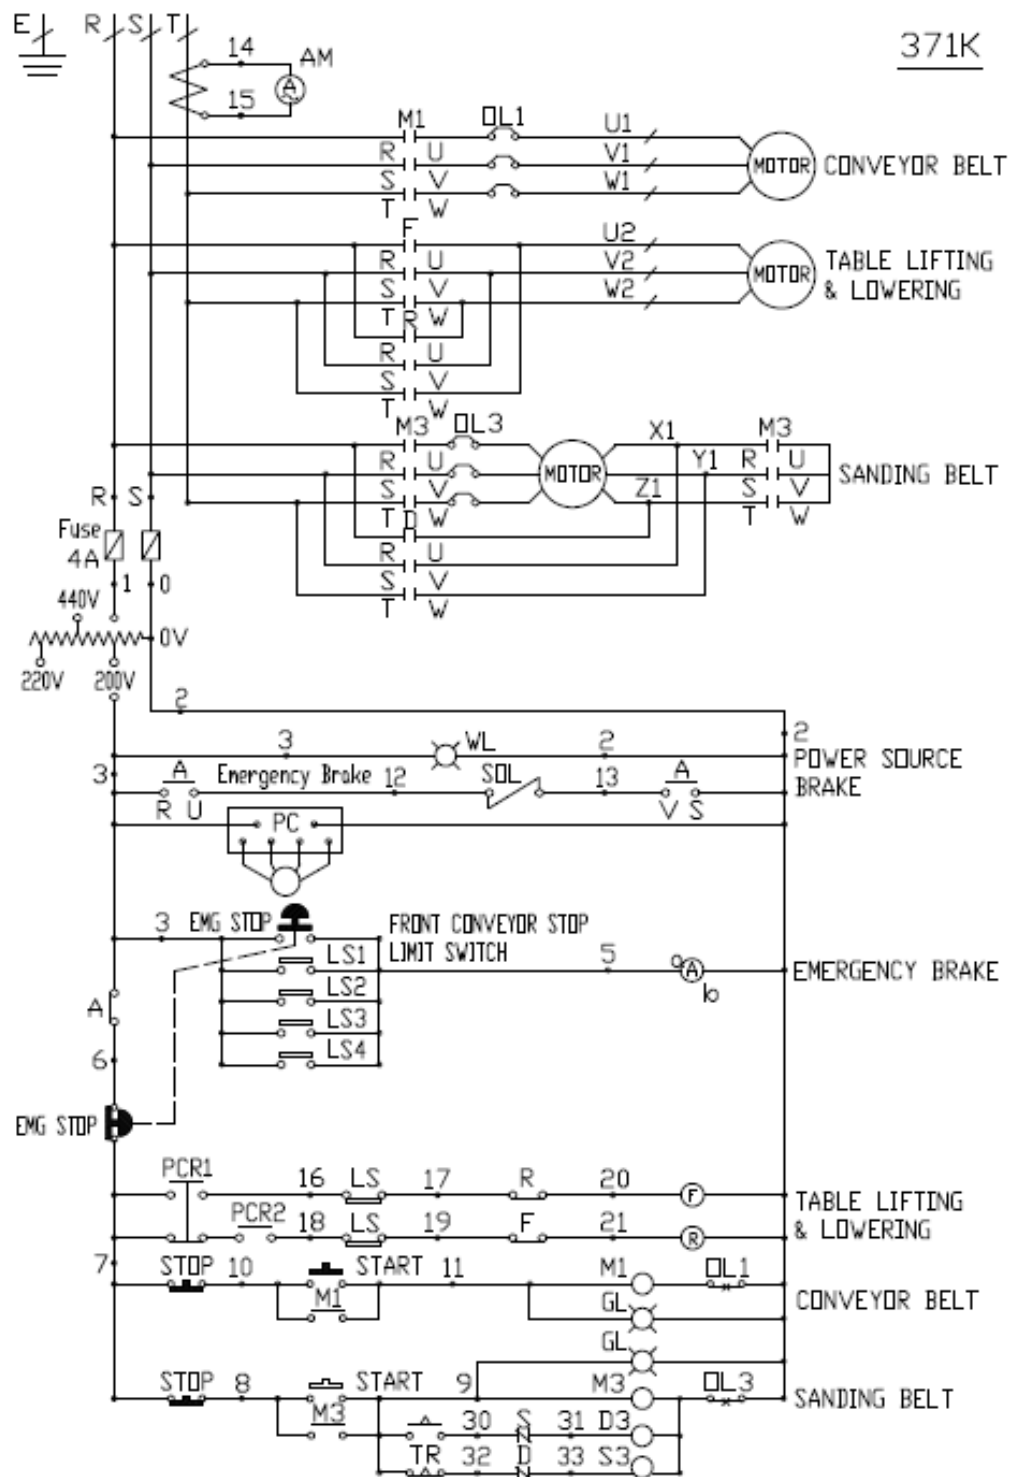 E R S T
371K
14 AM
A
15
M1 OL1 U1
R U V1
MOTOR CONVEYOR BELT
S V W1
T W
F U2
R U V2
MOTOR TABLE LIFTING
& LOWERING
S V W2
T W
R
R U
S V
T W
M3 OL3 X1 M3
R U Y1 R U
MOTOR SANDING BELT
S V Z1 S V
T W T W
D
R S
Fuse
4A
R U
1 0
S V
440V
T W
0V
220V 200V
2
3 WL 2 2
POWER SOURCE
3
A Emergency Brake 12 SOL 13 A
BRAKE
R U V S
PC
3 EMG STOP FRONT CONVEYOR STOP
LIMIT SWITCH
LS1 5 A EMERGENCY BRAKE
LS2
A
LS3
LS4
6
EMG STOP
PCR1 16 LS 17 R 20 F
TABLE LIFTING
& LOWERING
PCR2 18 LS 19 F 21 R
7
STOP 10 START 11 M1 OL1
CONVEYOR BELT
M1 GL
GL
STOP 8 START 9 M3 OL3
SANDING BELT
M3
30 S 31 D3
TR 32 D 33 S3